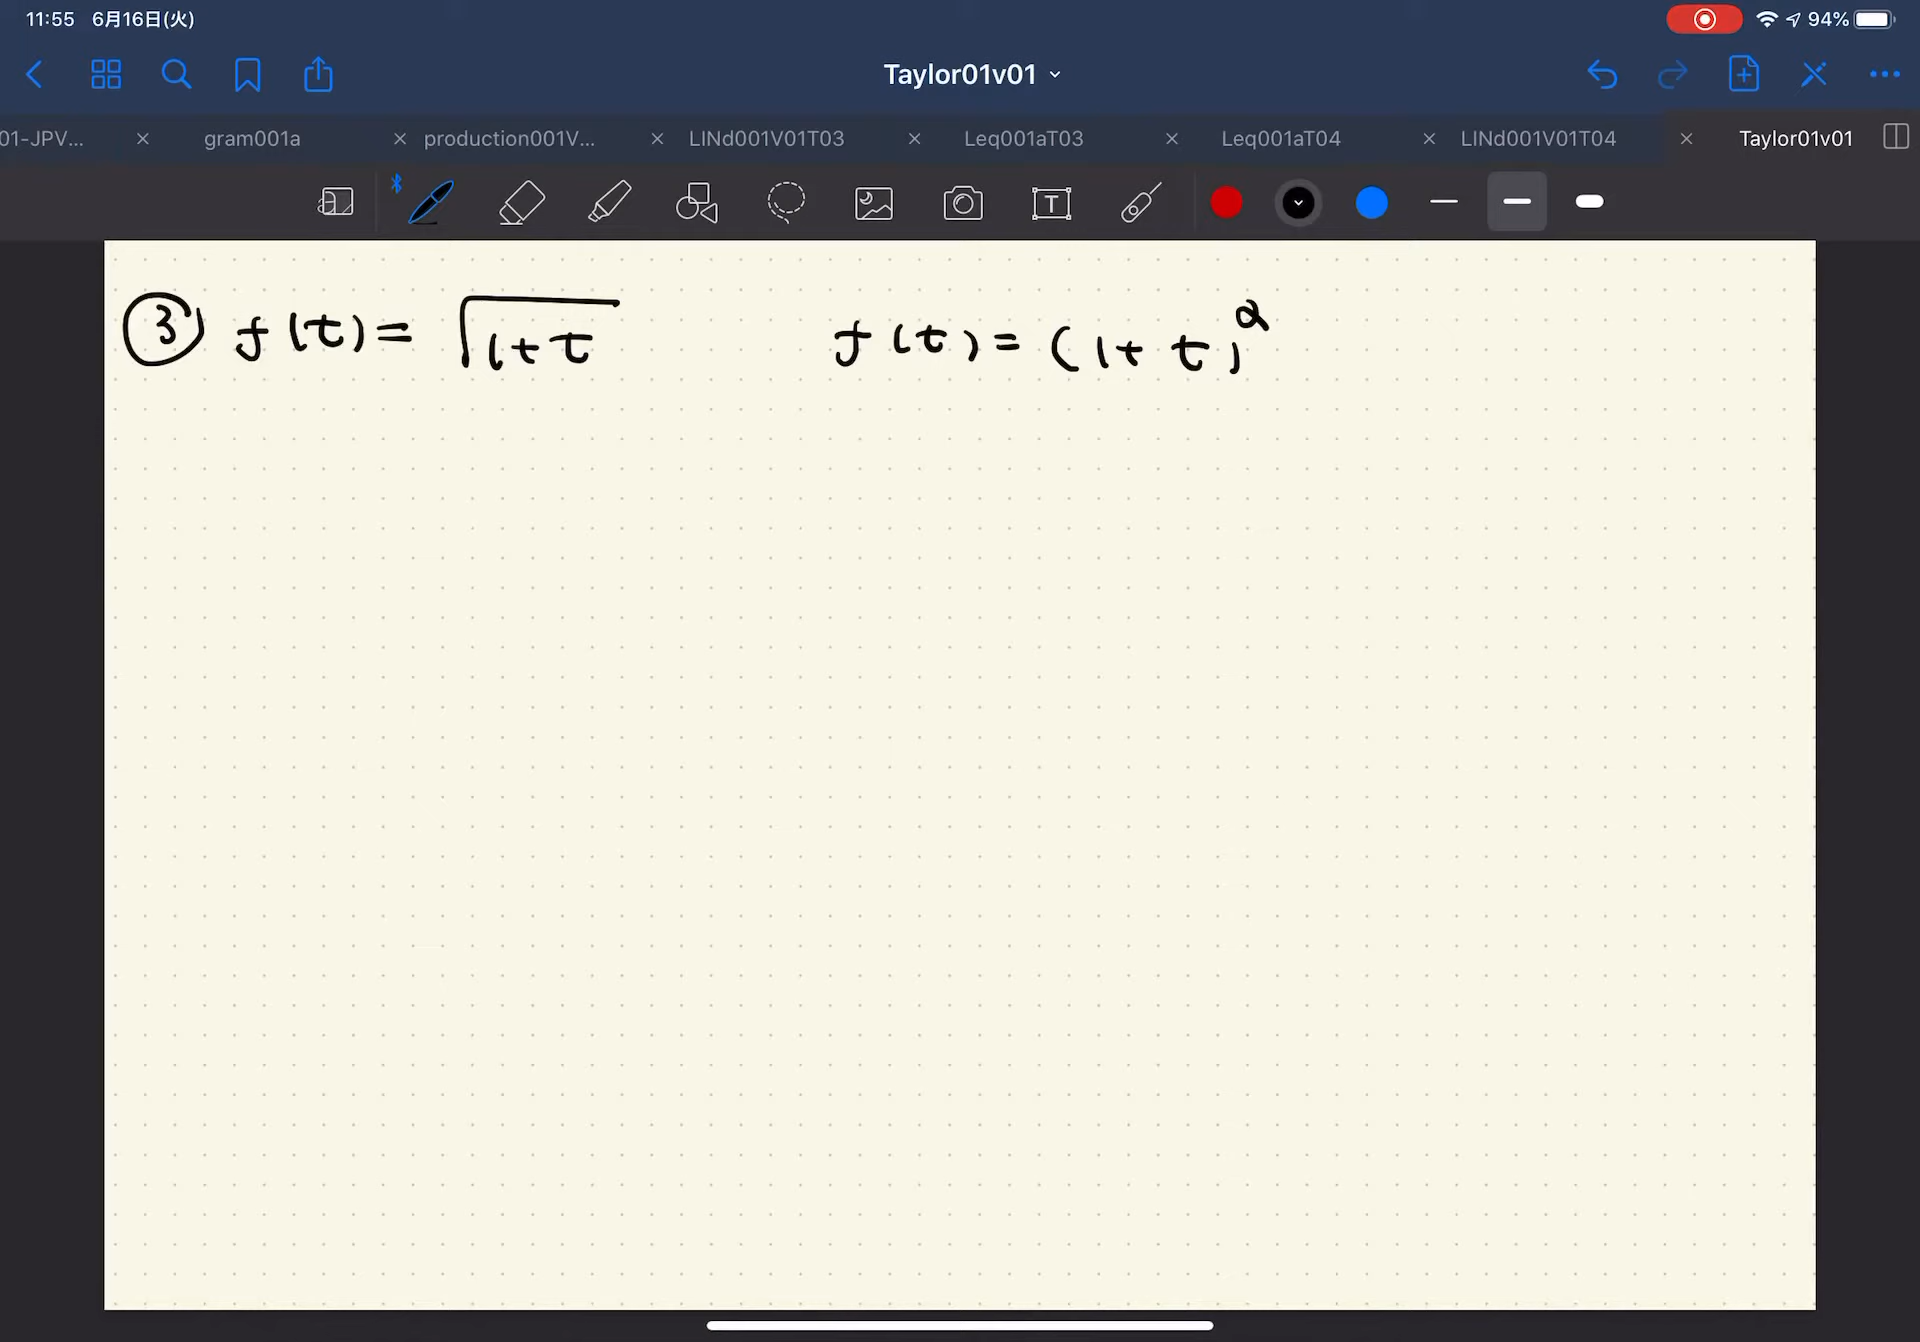 11:55 6月16日(火) 94%
Taylor01v01
01-JPV... gram001a production001V... LINd001V01T03 Leq001aT03 Leq001aT04 LINd001V01T04 Taylor01v01
T
③ f(t)= √1+t f(t)=(1+t)^α